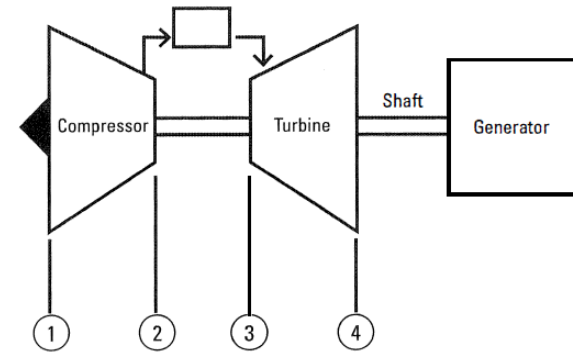 Compressor
Turbine
Shaft
Generator
1
2
3
4